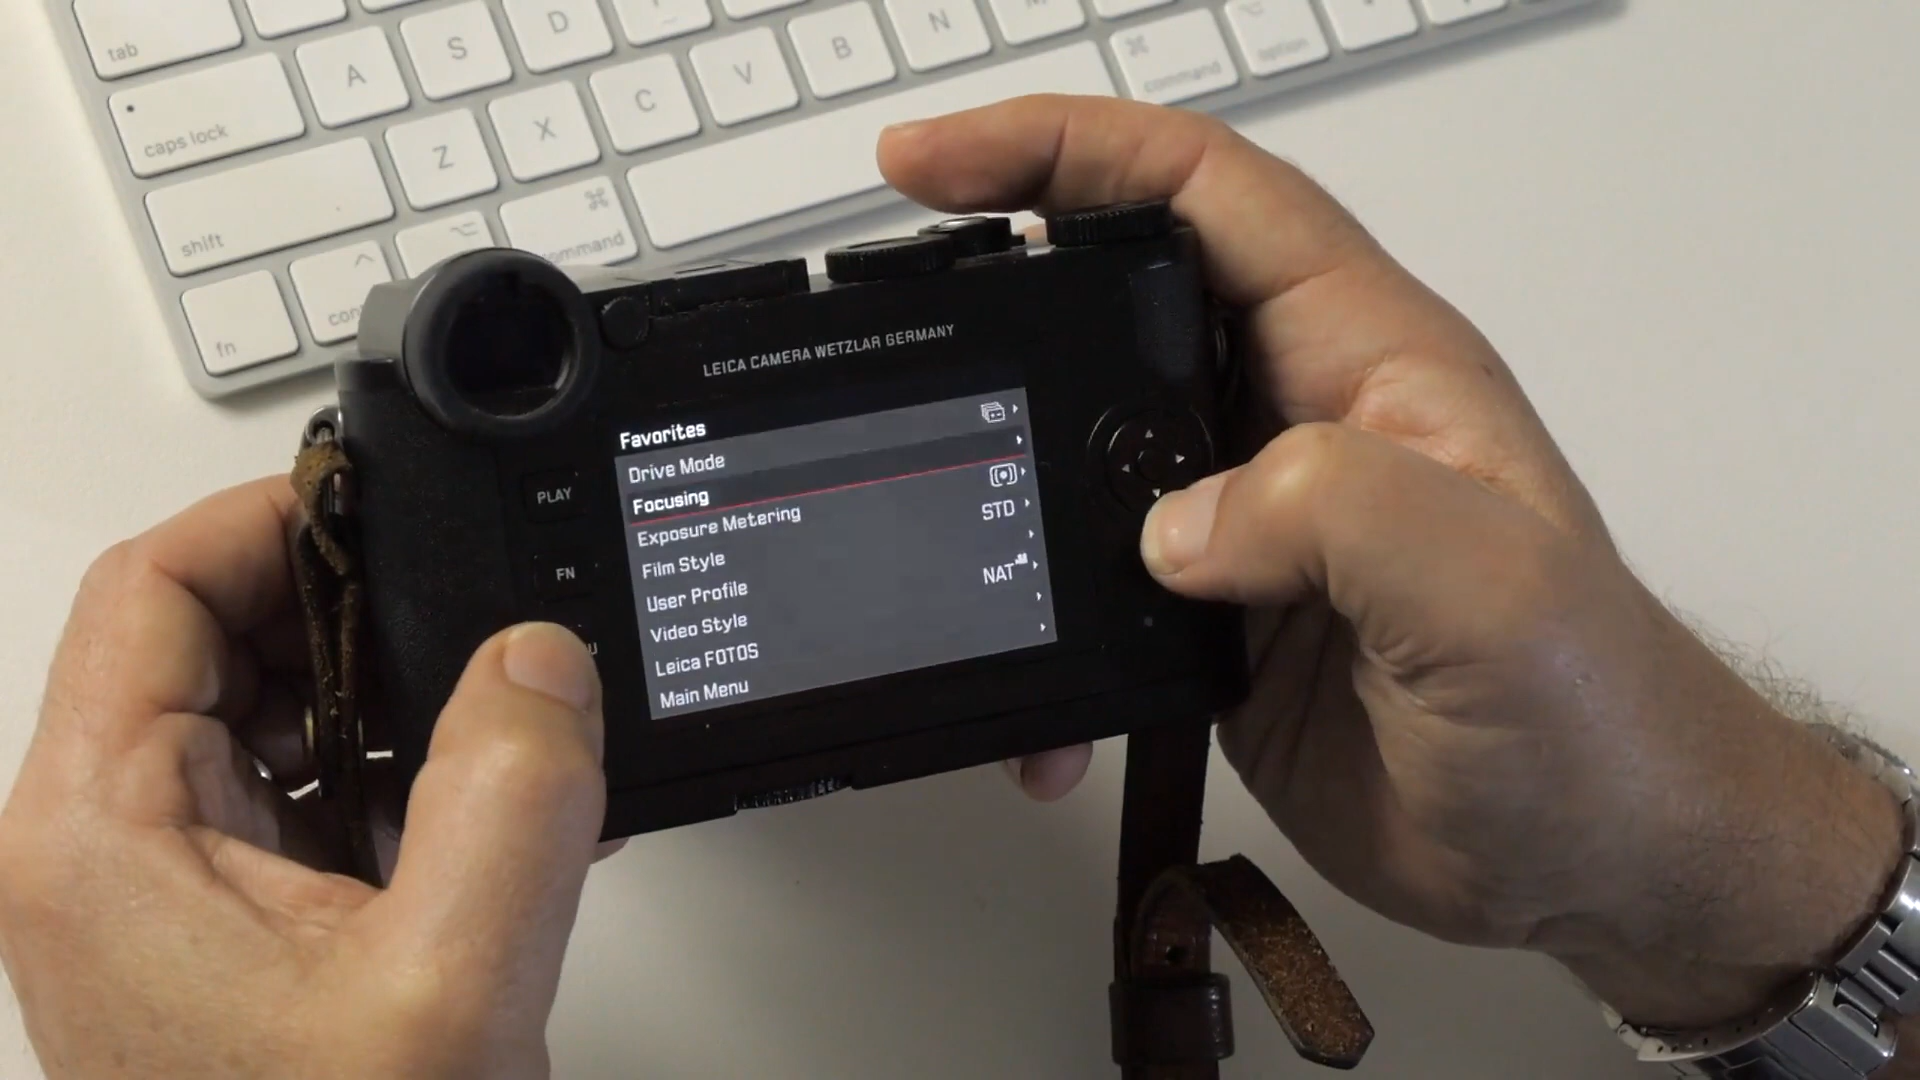 tab
A
S
D
N
B
caps lock
Z
X
C
V
⌘
command
⌥
option
shift
⌘
⌥
fn
^
LEICA CAMERA WETZLAR GERMANY
PLAY
FN
Favorites
Drive Mode
Focusing
Exposure Metering
Film Style STD
User Profile
Video Style NAT
Leica FOTOS
Main Menu